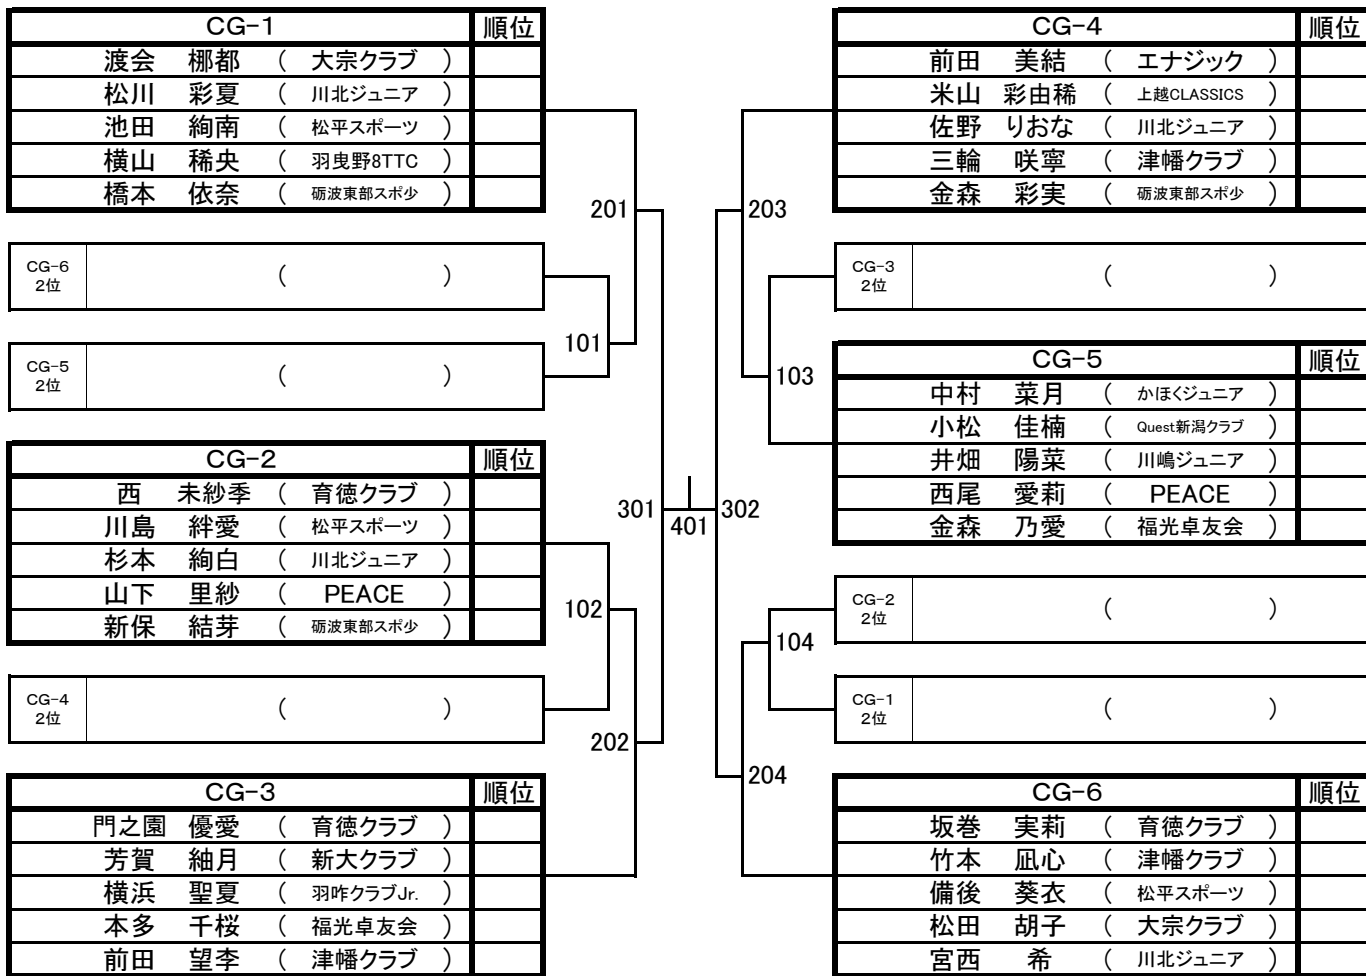 CG-1 順位
渡会 梛都 ( 大宗クラブ )
松川 彩夏 ( 川北ジュニア )
池田 絢南 ( 松平スポーツ )
横山 稀央 ( 羽曳野8TTC )
橋本 依奈 ( 砺波東部スポ少 )
201
CG-6
2位 ( )
101
CG-5
2位 ( )
CG-2 順位
西 未紗季 ( 育徳クラブ )
川島 絆愛 ( 松平スポーツ )
杉本 絢白 ( 川北ジュニア )
山下 里紗 ( PEACE )
新保 結芽 ( 砺波東部スポ少 )
102
CG-4
2位 ( )
202
CG-3 順位
門之園 優愛 ( 育徳クラブ )
芳賀 紬月 ( 新大クラブ )
横浜 聖夏 ( 羽咋クラブJr. )
本多 千桜 ( 福光卓友会 )
前田 望李 ( 津幡クラブ )
301
401
302
CG-4 順位
前田 美結 ( エナジック )
米山 彩由稀 ( 上越CLASSICS )
佐野 りおな ( 川北ジュニア )
三輪 咲寧 ( 津幡クラブ )
金森 彩実 ( 砺波東部スポ少 )
203
CG-3
2位 ( )
103
CG-5 順位
中村 菜月 ( かほくジュニア )
小松 佳楠 ( Quest新潟クラブ )
井畑 陽菜 ( 川嶋ジュニア )
西尾 愛莉 ( PEACE )
金森 乃愛 ( 福光卓友会 )
CG-2
2位 ( )
104
CG-1
2位 ( )
204
CG-6 順位
坂巻 実莉 ( 育徳クラブ )
竹本 凪心 ( 津幡クラブ )
備後 葵衣 ( 松平スポーツ )
松田 胡子 ( 大宗クラブ )
宮西 希 ( 川北ジュニア )